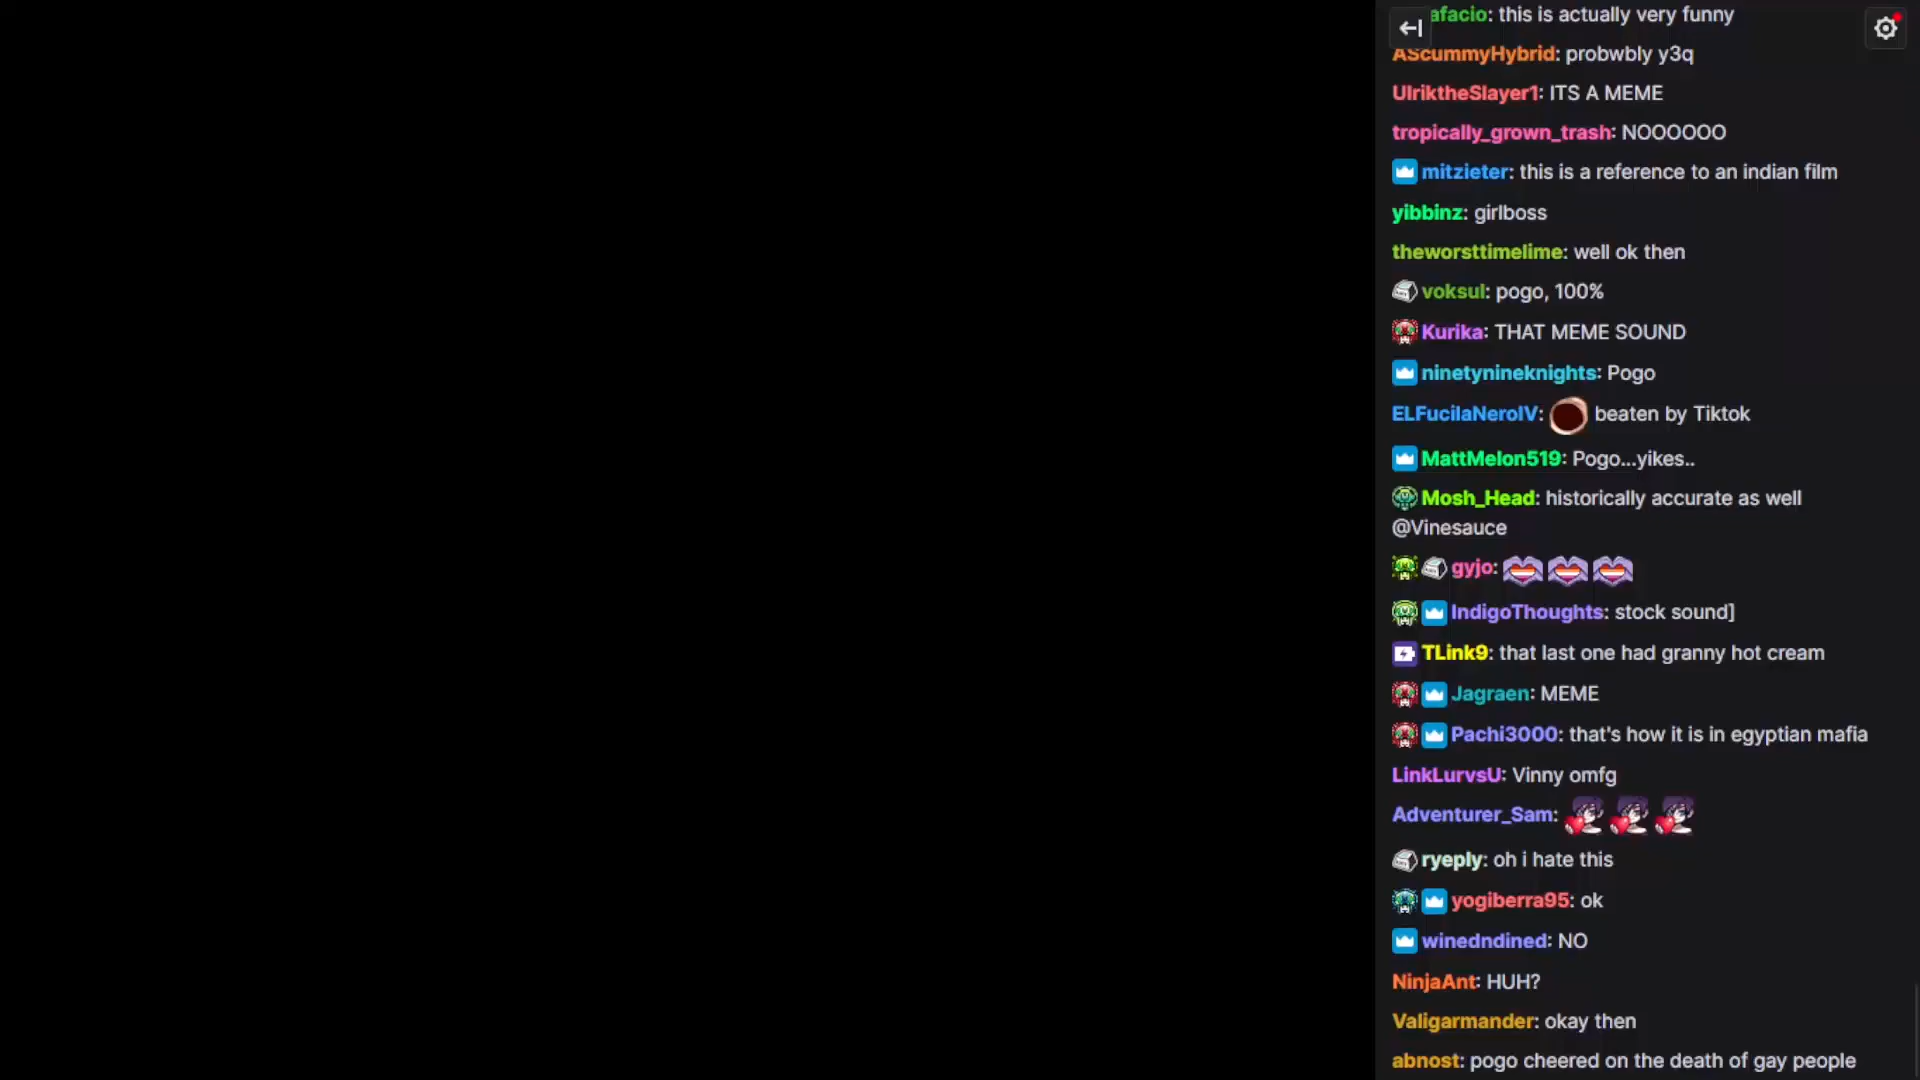 afacio: this is actually very funny
AScummyHybrid: probwbly y3q
UlriktheSlayer1: ITS A MEME
tropically_grown_trash: NOOOOOO
mitzieter: this is a reference to an indian film
yibbinz: girlboss
theworsttimelime: well ok then
voksul: pogo, 100%
Kurika: THAT MEME SOUND
ninetynineknights: Pogo
ELFucilaNeroIV: beaten by Tiktok
MattMelon519: Pogo...yikes..
Mosh_Head: historically accurate as well
@Vinesauce
gyjo:
IndigoThoughts: stock sound]
TLink9: that last one had granny hot cream
Jagraen: MEME
Pachi3000: that's how it is in egyptian mafia
LinkLurvsU: Vinny omfg
Adventurer_Sam:
ryeply: oh i hate this
yogiberra95: ok
winedndined: NO
NinjaAnt: HUH?
Valigarmander: okay then
abnost: pogo cheered on the death of gay people